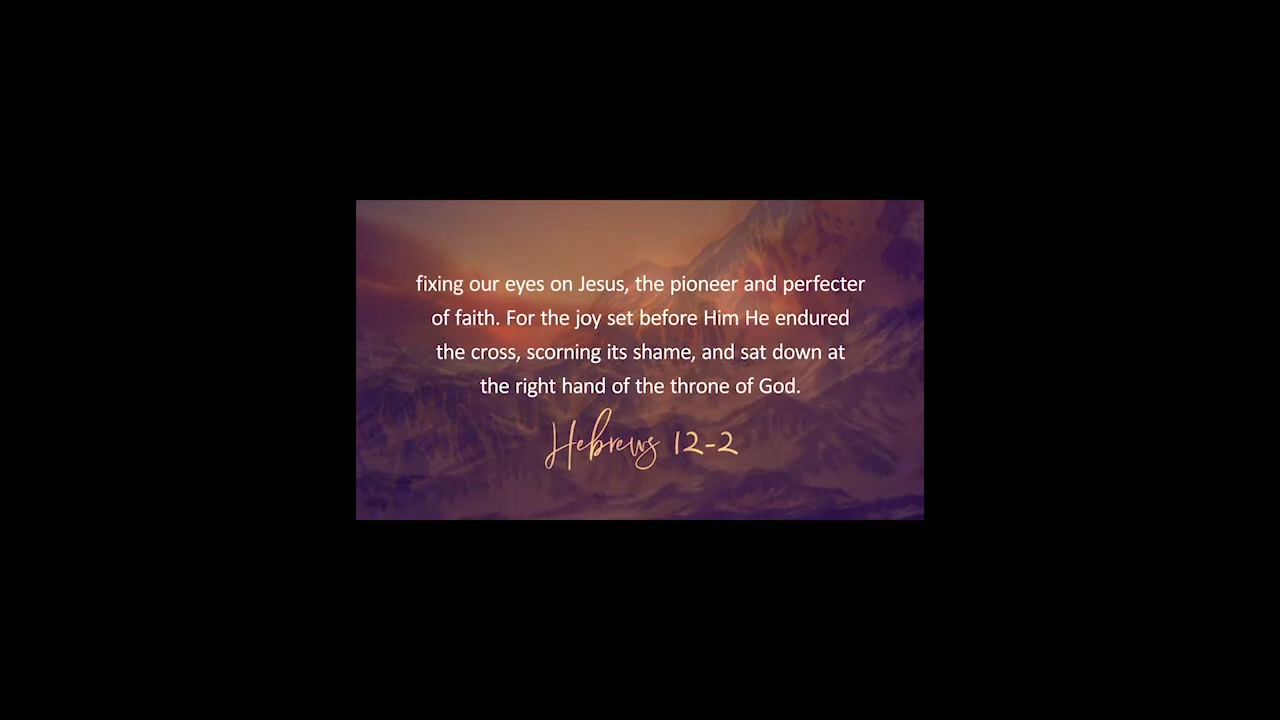 fixing our eyes on Jesus, the pioneer and perfecter
of faith. For the joy set before Him He endured
the cross, scorning its shame, and sat down at
the right hand of the throne of God.
Hebrews 12-2